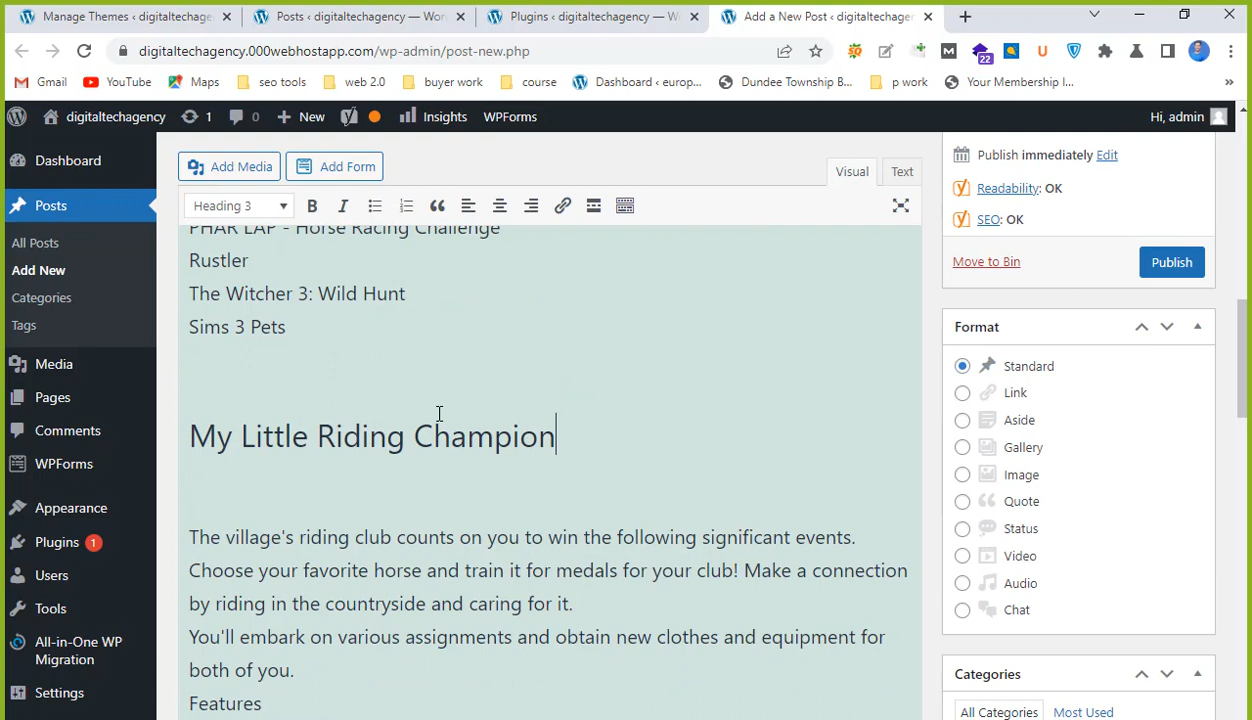 Manage Themes ‹ digitaltechagency
Posts ‹ digitaltechagency — Wor
Plugins ‹ digitaltechagency — W
Add a New Post ‹ digitaltechagen
digitaltechagency.000webhostapp.com/wp-admin/post-new.php
22
Gmail YouTube Maps seo tools web 2.0 buyer work course Dashboard ‹ europ... Dundee Township B... p work Your Membership I... »
digitaltechagency 1 0 New Insights WPForms Hi, admin
Dashboard
Posts
All Posts
Add New
Categories
Tags
Media
Pages
Comments
WPForms
Appearance
Plugins 1
Users
Tools
All-in-One WP
Migration
Settings
Add Media Add Form Visual Text
Heading 3 B I
PHAR LAP - Horse Racing Challenge
Rustler
The Witcher 3: Wild Hunt
Sims 3 Pets
My Little Riding Champion
The village's riding club counts on you to win the following significant events.
Choose your favorite horse and train it for medals for your club! Make a connection
by riding in the countryside and caring for it.
You'll embark on various assignments and obtain new clothes and equipment for
both of you.
Features
Publish immediately Edit
Readability: OK
SEO: OK
Move to Bin Publish
Format
Standard
Link
Aside
Gallery
Image
Quote
Status
Video
Audio
Chat
Categories
All Categories Most Used